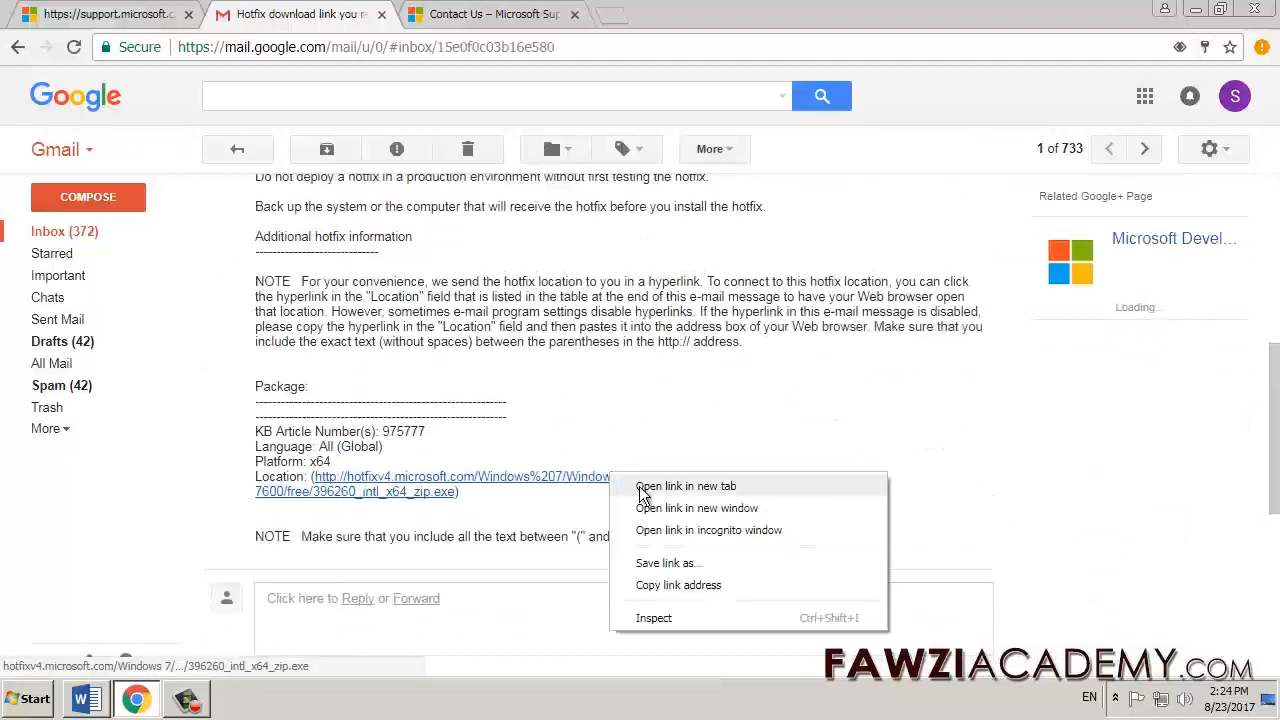 https://support.microsoft.c
Hotfix download link you r
Contact Us – Microsoft Sup
Secure
https://mail.google.com/mail/u/0/#inbox/15e0f0c03b16e580
Google
S
Gmail
More
1 of 733
COMPOSE
Inbox (372)
Starred
Important
Chats
Sent Mail
Drafts (42)
All Mail
Spam (42)
Trash
More
Do not deploy a hotfix in a production environment without first testing the hotfix.
Back up the system or the computer that will receive the hotfix before you install the hotfix.
Additional hotfix information
-----------------------------
NOTE For your convenience, we send the hotfix location to you in a hyperlink. To connect to this hotfix location, you can click
the hyperlink in the "Location" field that is listed in the table at the end of this e-mail message to have your Web browser open
that location. However, sometimes e-mail program settings disable hyperlinks. If the hyperlink in this e-mail message is disabled,
please copy the hyperlink in the "Location" field and then pastes it into the address box of your Web browser. Make sure that you
include the exact text (without spaces) between the parentheses in the http:// address.
Package:
-----------------------------------------------------------
-----------------------------------------------------------
KB Article Number(s): 975777
Language: All (Global)
Platform: x64
Location: (http://hotfixv4.microsoft.com/Windows%207/Window
7600/free/396260_intl_x64_zip.exe)
NOTE Make sure that you include all the text between "(" and
Click here to Reply or Forward
Related Google+ Page
Microsoft Devel...
Loading...
Open link in new tab
Open link in new window
Open link in incognito window
Save link as...
Copy link address
Inspect Ctrl+Shift+I
hotfixv4.microsoft.com/Windows 7/.../396260_intl_x64_zip.exe
FAWZIACADEMY.COM
Start
EN
2:24 PM
8/23/2017